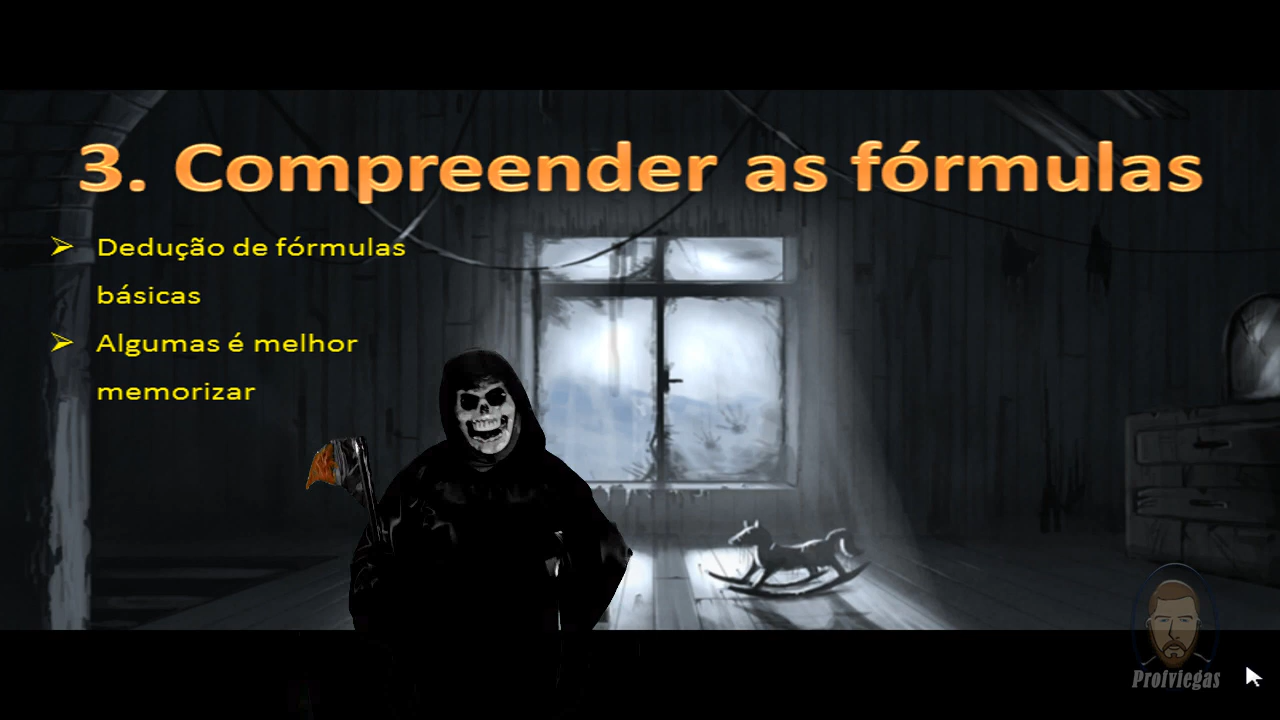 3. Compreender as fórmulas
➢ Dedução de fórmulas
básicas
➢ Algumas é melhor
memorizar
Profviegas